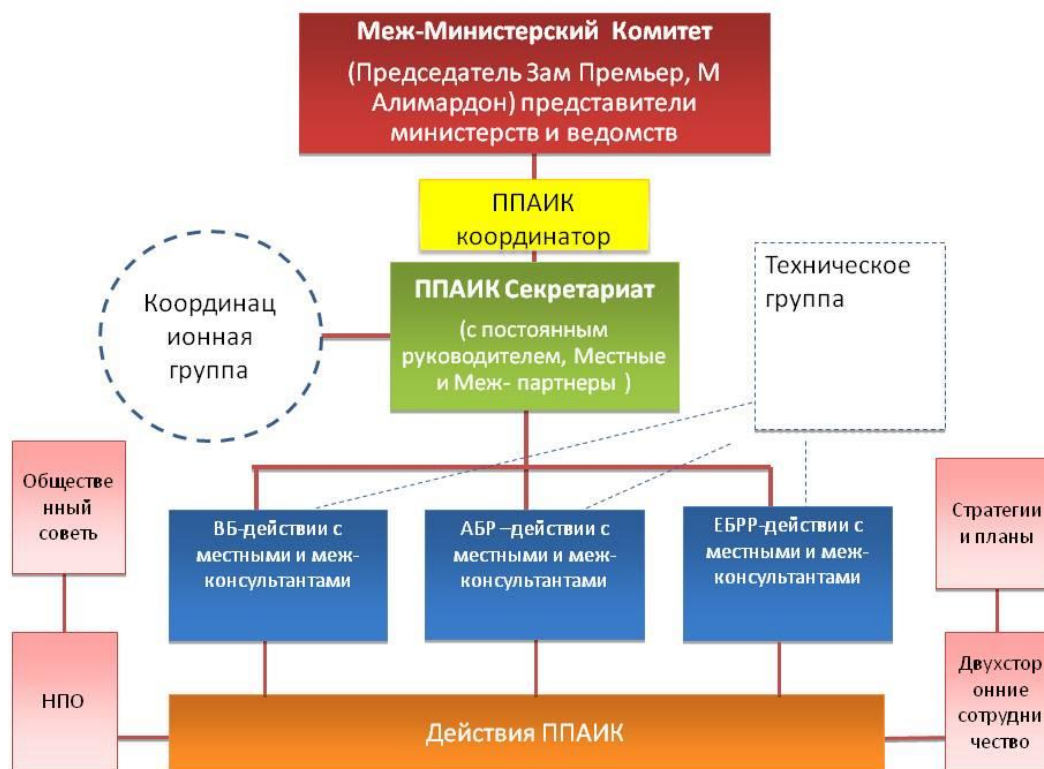 Меж-Министерский Комитет
(Председатель Зам Премьер, М
Алимардон) представители
министерств и ведомств
ППАИК
координатор
ППАИК Секретариат
(с постоянным
руководителем, Местные
и Меж- партнеры )
Координац
ионная
группа
Техническое
группа
Обществе
нный
советь
ВБ-действии с
местными и меж-
консультантами
АБР –действии с
местными и меж-
консультантами
ЕБРР-действии с
местными и меж-
консультантами
Стратегии
и планы
НПО
Действия ППАИК
Двухстор
онние
сотрудни
чество